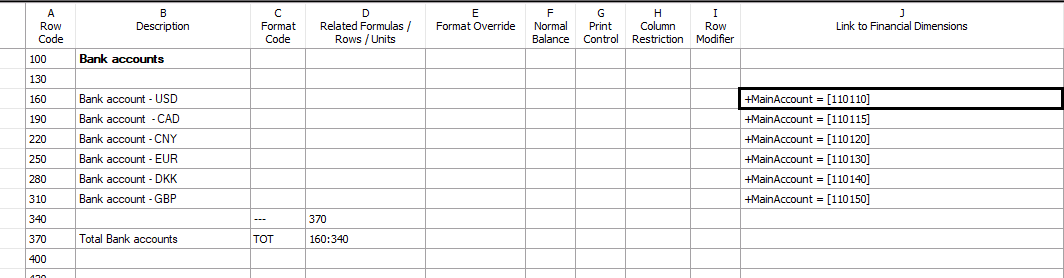 A B C D E F G H I J
Row Code Description Format Code Related Formulas / Rows / Units Format Override Normal Balance Print Control Column Restriction Row Modifier Link to Financial Dimensions
100 Bank accounts
130
160 Bank account - USD +MainAccount = [110110]
190 Bank account - CAD +MainAccount = [110115]
220 Bank account - CNY +MainAccount = [110120]
250 Bank account - EUR +MainAccount = [110130]
280 Bank account - DKK +MainAccount = [110140]
310 Bank account - GBP +MainAccount = [110150]
340 --- 370
370 Total Bank accounts TOT 160:340
400